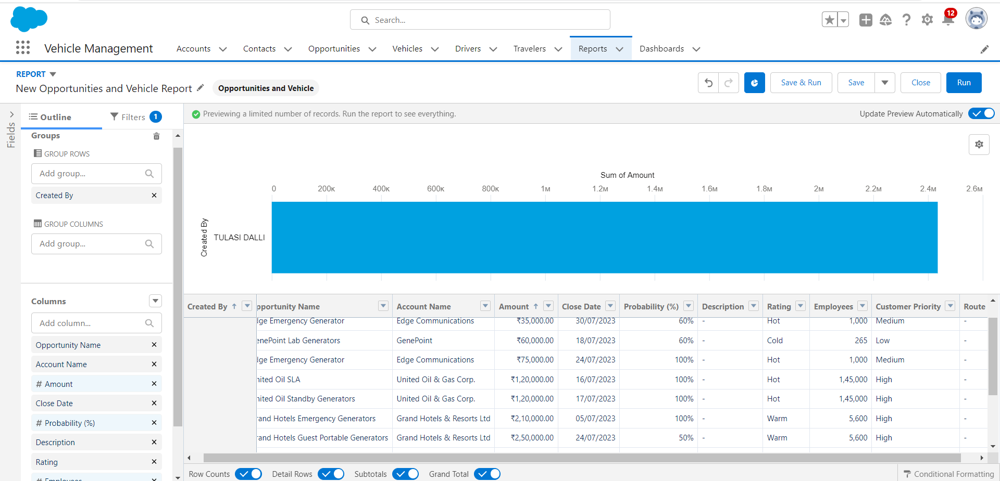 Search...
12
Vehicle Management
Accounts
Contacts
Opportunities
Vehicles
Drivers
Travelers
Reports
Dashboards
REPORT
New Opportunities and Vehicle Report
Opportunities and Vehicle
Save & Run
Save
Close
Run
Fields
Outline
Filters 1
Previewing a limited number of records. Run the report to see everything.
Update Preview Automatically
Groups
GROUP ROWS
Add group...
Created By
GROUP COLUMNS
Add group...
Columns
Add column...
Opportunity Name
Account Name
# Amount
Close Date
# Probability (%)
Description
Rating
# Employees
Sum of Amount
0 200K 400K 600K 800K 1M 1.2M 1.4M 1.6M 1.8M 2M 2.2M 2.4M 2.6M
Created By
TULASI DALLI
Created By ↑ pportunity Name Account Name Amount ↑ Close Date Probability (%) Description Rating Employees Customer Priority Route
dge Emergency Generator Edge Communications ₹35,000.00 30/07/2023 60% - Hot 1,000 Medium -
enePoint Lab Generators GenePoint ₹60,000.00 18/07/2023 60% - Cold 265 Low -
dge Emergency Generator Edge Communications ₹75,000.00 24/07/2023 100% - Hot 1,000 Medium -
nited Oil SLA United Oil & Gas Corp. ₹1,20,000.00 16/07/2023 100% - Hot 1,45,000 High -
nited Oil Standby Generators United Oil & Gas Corp. ₹1,20,000.00 17/07/2023 100% - Hot 1,45,000 High -
rand Hotels Emergency Generators Grand Hotels & Resorts Ltd ₹2,10,000.00 05/07/2023 100% - Warm 5,600 High -
rand Hotels Guest Portable Generators Grand Hotels & Resorts Ltd ₹2,50,000.00 24/07/2023 50% - Warm 5,600 High -
Row Counts
Detail Rows
Subtotals
Grand Total
Conditional Formatting